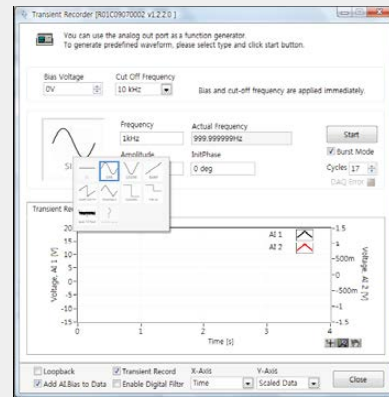 Transient Recorder [R01C09070002 v1.2.2.0 ]
You can use the analog out port as a function generator.
To generate predefined waveform, please select type and click start button.
Bias Voltage
0V
Cut Off Frequency
10 kHz
Bias and cut-off frequency are applied immediately.
Frequency
1kHz
Actual Frequency
999.999999Hz
Start
Burst Mode
Cycles 17
DAQ Error
Amplitude
InitPhase
0 deg
Transient Rec
AI 1
AI 2
Voltage, AI 1 [V]
20
15
10
5
0
-5
-10
-15
Voltage, AI 2 [V]
1.5
1
500m
0
-500m
-1
-1.5
0 1 2 3 4
Time [s]
Loopback
Transient Record
X-Axis
Y-Axis
Add AI.Bias to Data
Enable Digital Filter
Time
Scaled Data
Close